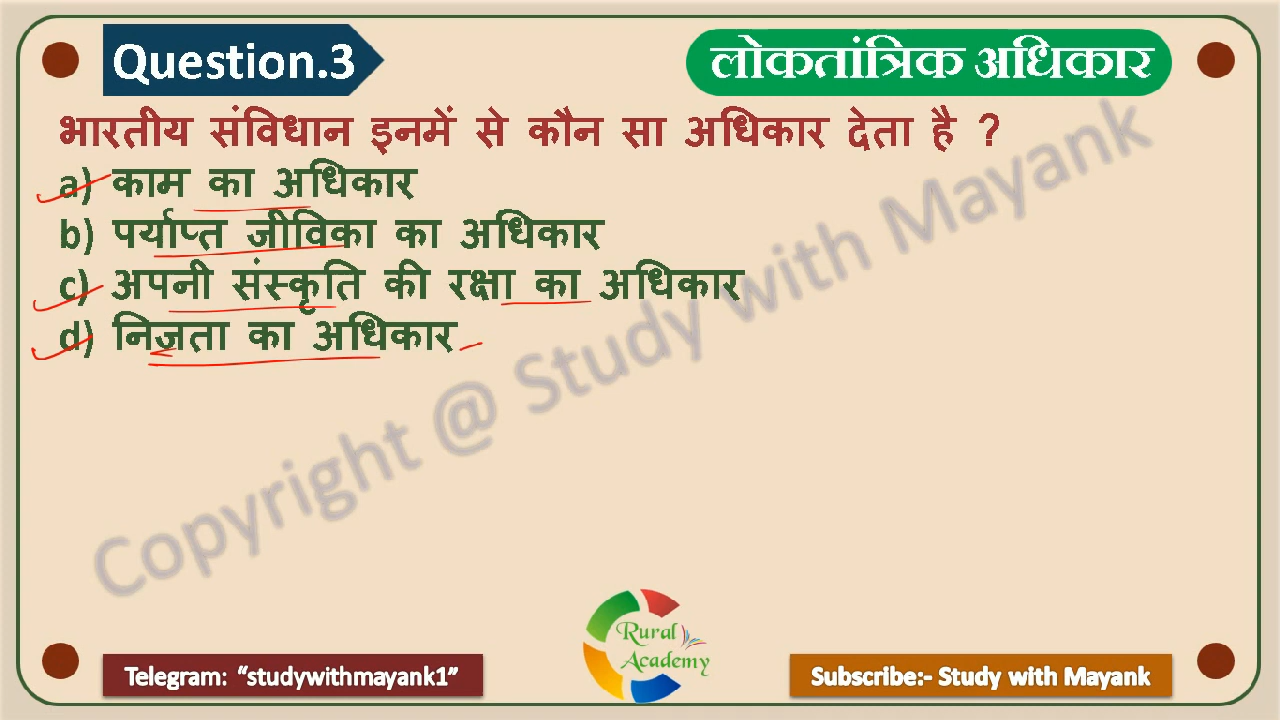 Question.3
लोकतांत्रिक अधिकार
भारतीय संविधान इनमें से कौन सा अधिकार देता है ?
a) काम का अधिकार
b) पर्याप्त जीविका का अधिकार
c) अपनी संस्कृति की रक्षा का अधिकार
d) निजता का अधिकार
Copyright @ Study with Mayank
Rural
Academy
Telegram: “studywithmayank1”
Subscribe:- Study with Mayank